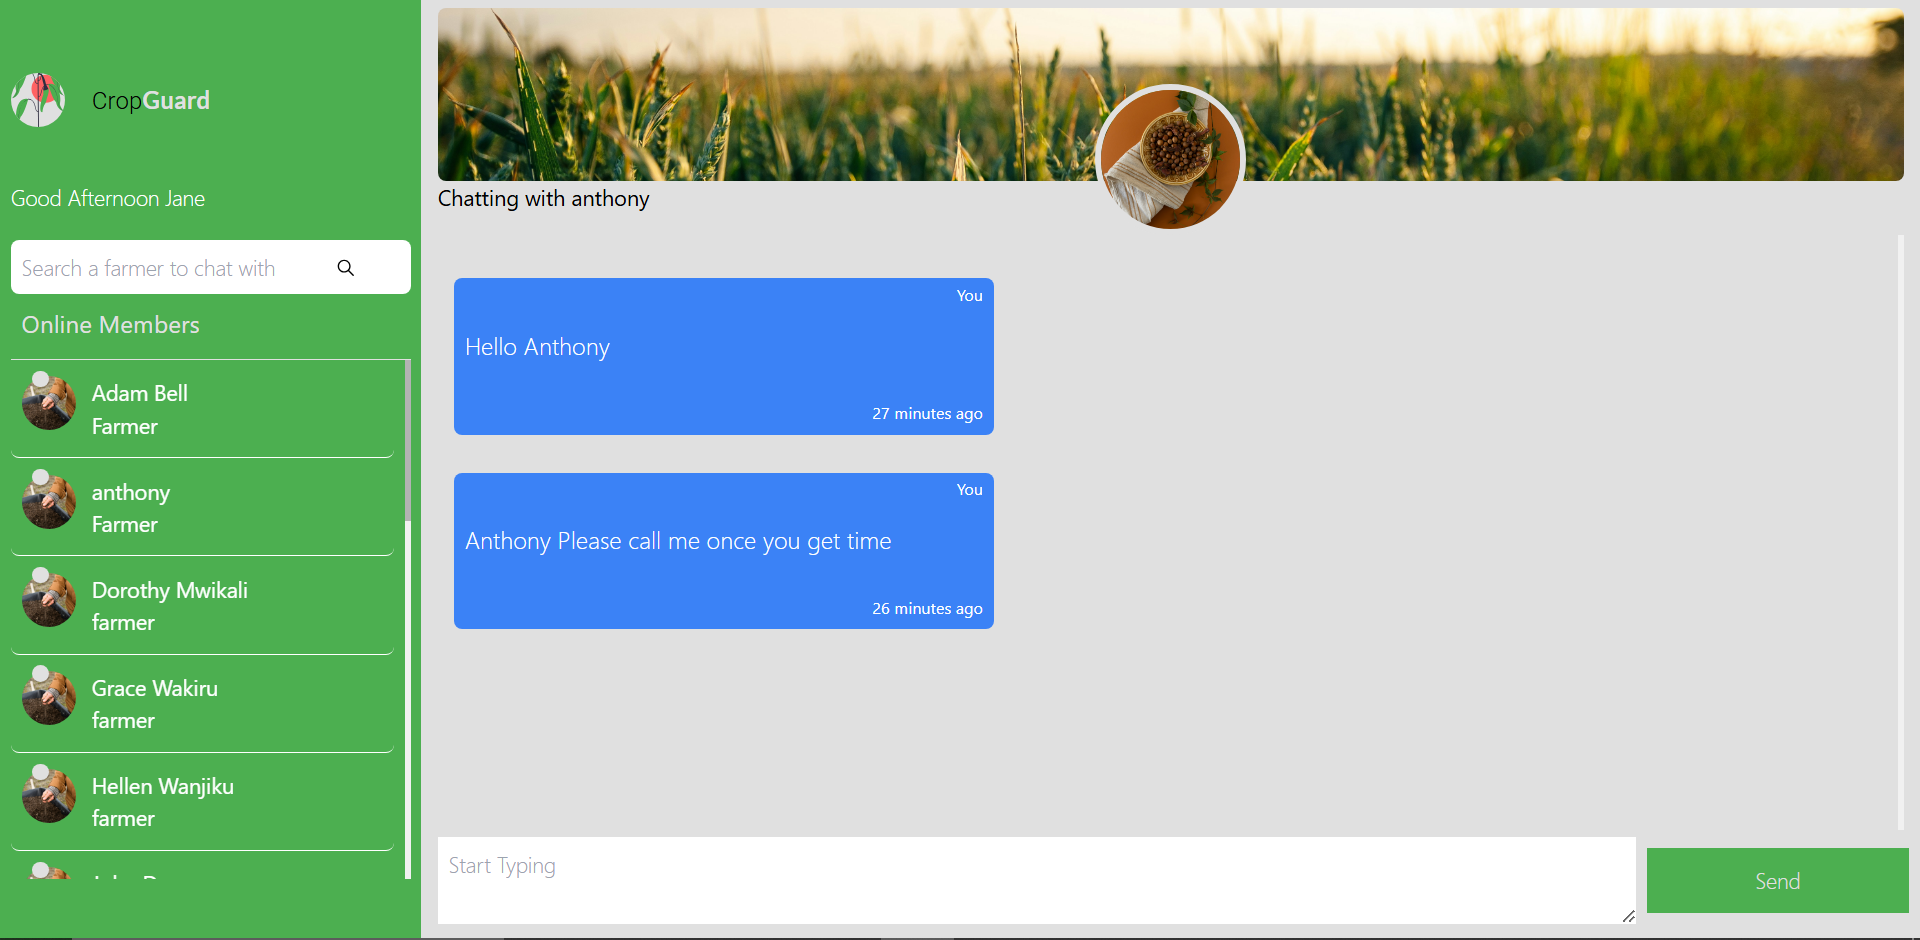 CropGuard
Good Afternoon Jane
Search a farmer to chat with
Online Members
Adam Bell
Farmer
anthony
Farmer
Dorothy Mwikali
farmer
Grace Wakiru
farmer
Hellen Wanjiku
farmer
Chatting with anthony
You
Hello Anthony
27 minutes ago
You
Anthony Please call me once you get time
26 minutes ago
Start Typing
Send